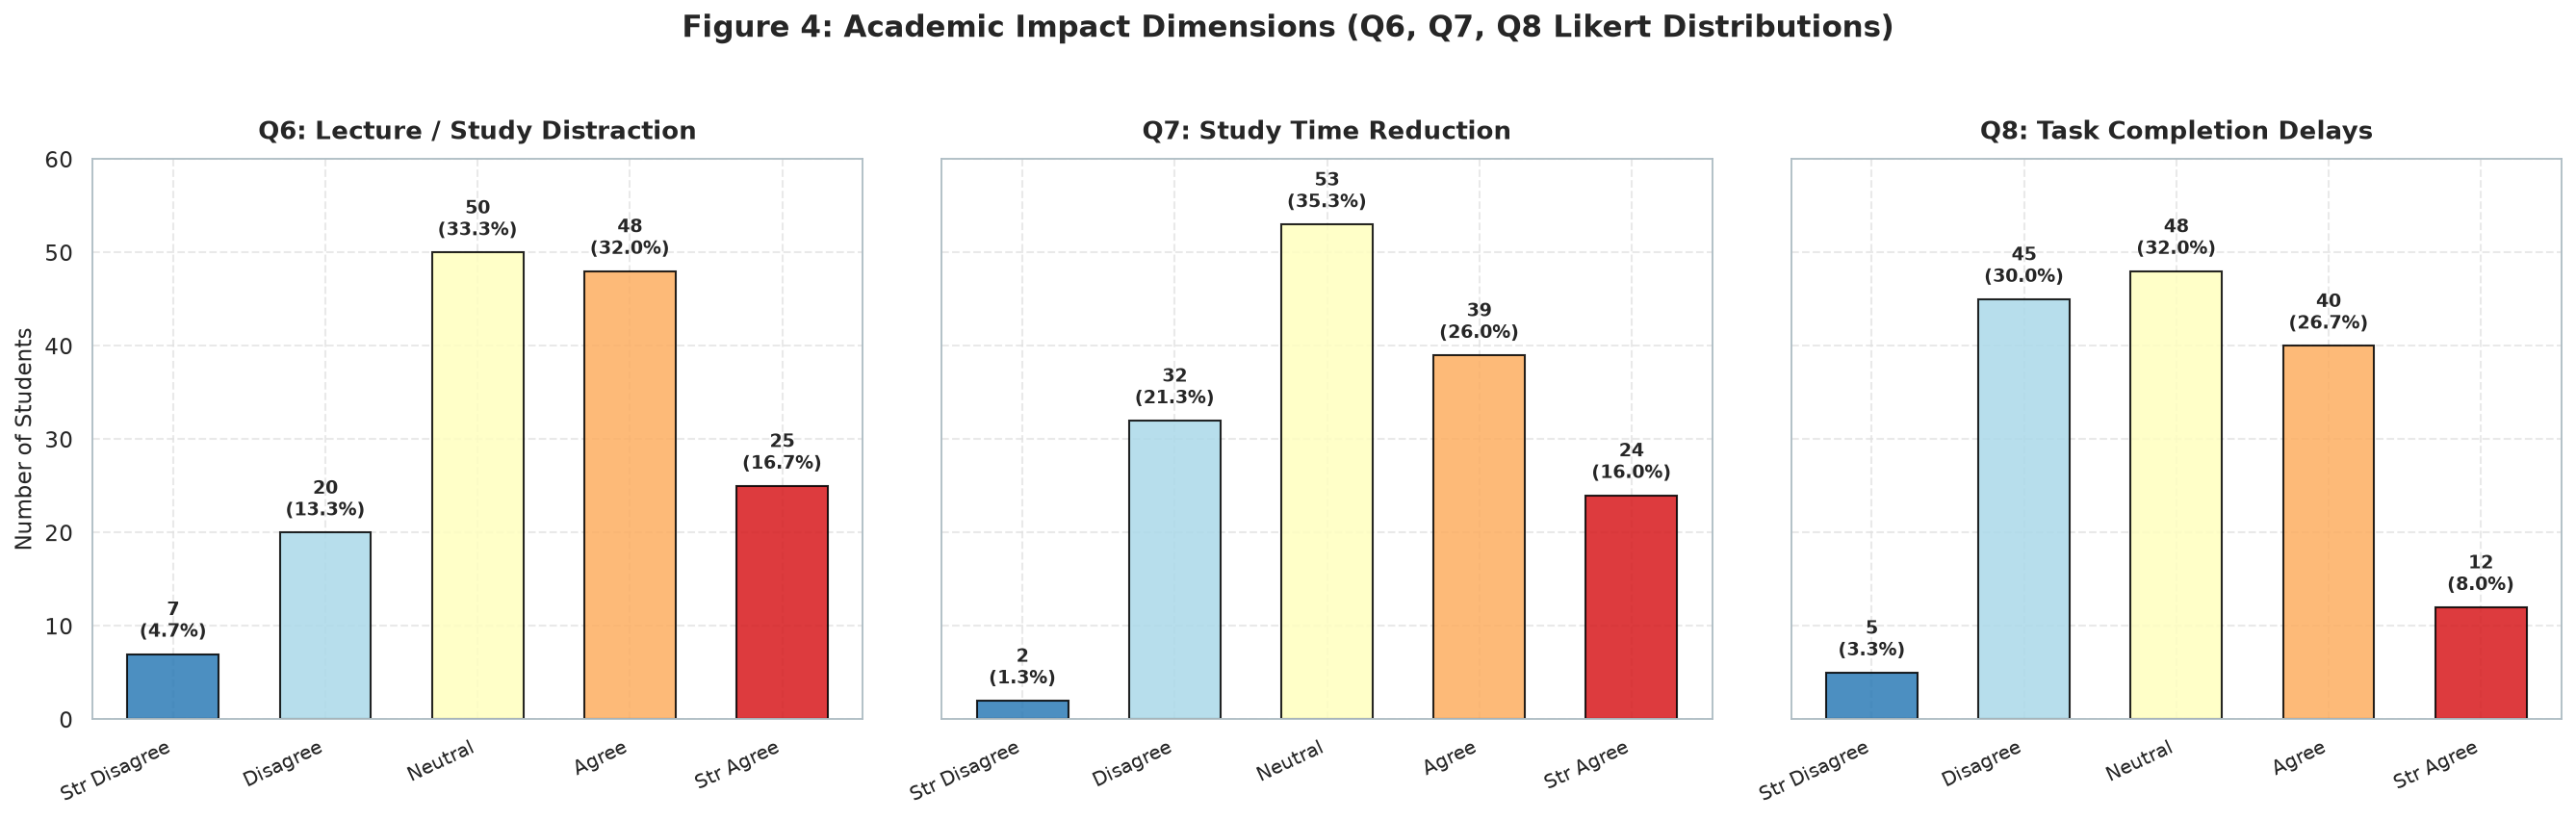 Figure 4: Academic Impact Dimensions (Q6, Q7, Q8 Likert Distributions)
Q6: Lecture / Study Distraction
Number of Students
60
50
40
30
20
10
0
7
(4.7%)
20
(13.3%)
50
(33.3%)
48
(32.0%)
25
(16.7%)
Str Disagree
Disagree
Neutral
Agree
Str Agree
Q7: Study Time Reduction
2
(1.3%)
32
(21.3%)
53
(35.3%)
39
(26.0%)
24
(16.0%)
Str Disagree
Disagree
Neutral
Agree
Str Agree
Q8: Task Completion Delays
5
(3.3%)
45
(30.0%)
48
(32.0%)
40
(26.7%)
12
(8.0%)
Str Disagree
Disagree
Neutral
Agree
Str Agree